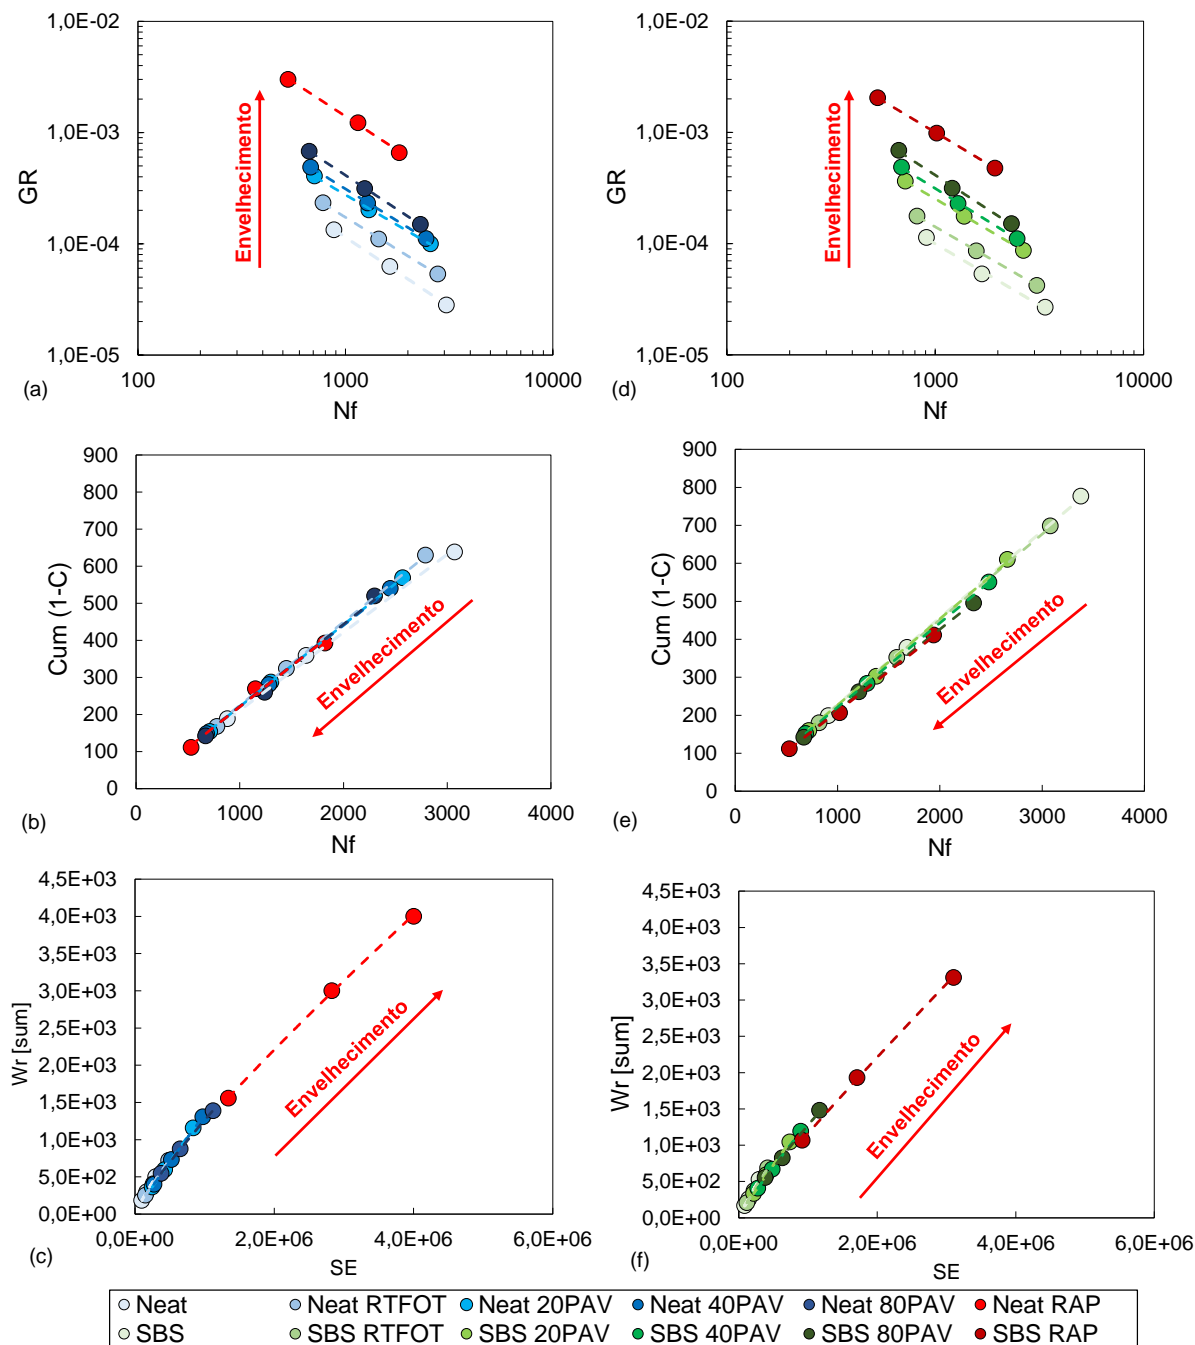 1,0E-02
1,0E-03
1,0E-04
1,0E-05
GR
Envelhecimento
100
1000
10000
Nf
(a)
1,0E-02
1,0E-03
1,0E-04
1,0E-05
GR
Envelhecimento
100
1000
10000
Nf
(d)
900
800
700
600
500
400
300
200
100
0
Cum (1-C)
Envelhecimento
0
1000
2000
3000
4000
Nf
(b)
900
800
700
600
500
400
300
200
100
0
Cum (1-C)
Envelhecimento
0
1000
2000
3000
4000
Nf
(e)
4,5E+03
4,0E+03
3,5E+03
3,0E+03
2,5E+03
2,0E+03
1,5E+03
1,0E+03
5,0E+02
0,0E+00
Wr [sum]
Envelhecimento
0,0E+00
2,0E+06
4,0E+06
6,0E+06
SE
(c)
4,5E+03
4,0E+03
3,5E+03
3,0E+03
2,5E+03
2,0E+03
1,5E+03
1,0E+03
5,0E+02
0,0E+00
Wr [sum]
Envelhecimento
0,0E+00
2,0E+06
4,0E+06
6,0E+06
SE
(f)
Neat Neat RTFOT Neat 20PAV Neat 40PAV Neat 80PAV Neat RAP
SBS SBS RTFOT SBS 20PAV SBS 40PAV SBS 80PAV SBS RAP